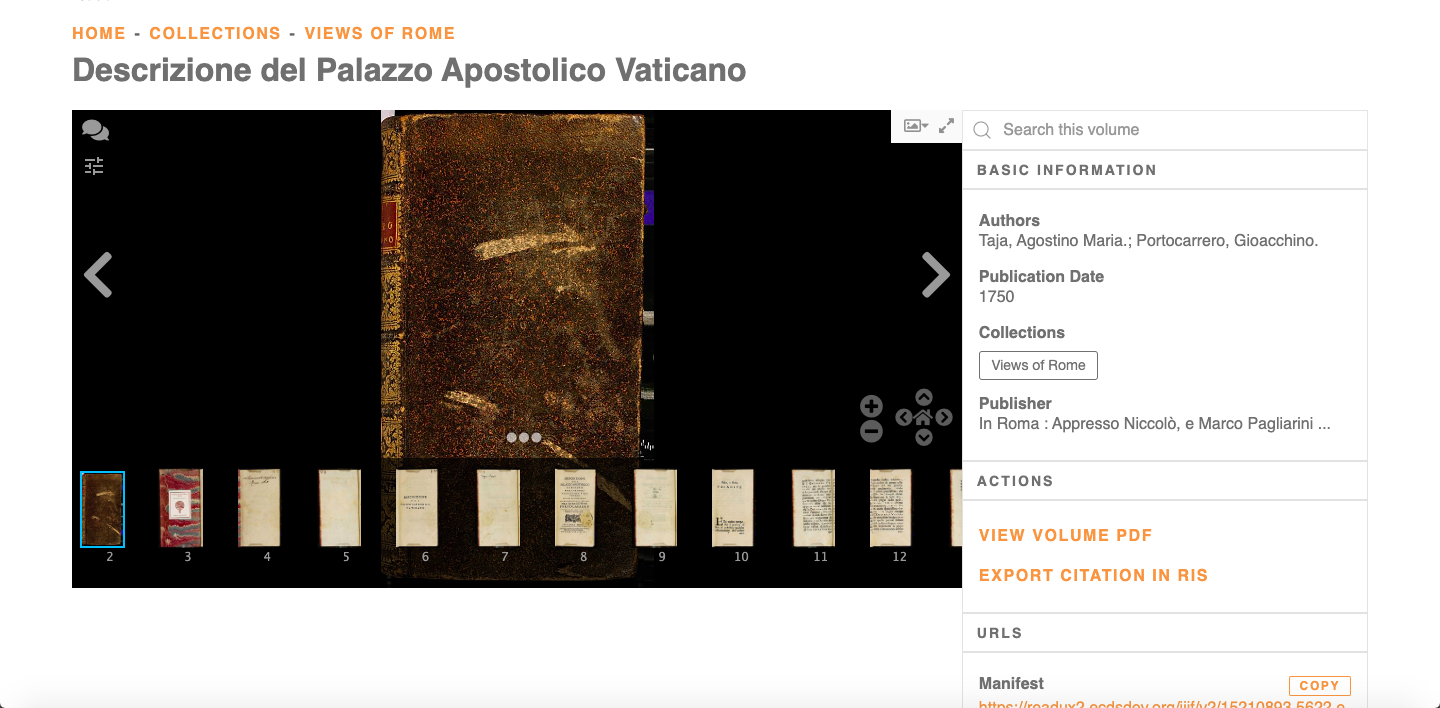 HOME - COLLECTIONS - VIEWS OF ROME
Descrizione del Palazzo Apostolico Vaticano
Search this volume
BASIC INFORMATION
Authors
Taja, Agostino Maria.; Portocarrero, Gioacchino.
Publication Date
1750
Collections
Views of Rome
Publisher
In Roma : Appresso Niccolò, e Marco Pagliarini ...
2 3 4 5 6 7 8 9 10 11 12
ACTIONS
VIEW VOLUME PDF
EXPORT CITATION IN RIS
URLS
Manifest
COPY